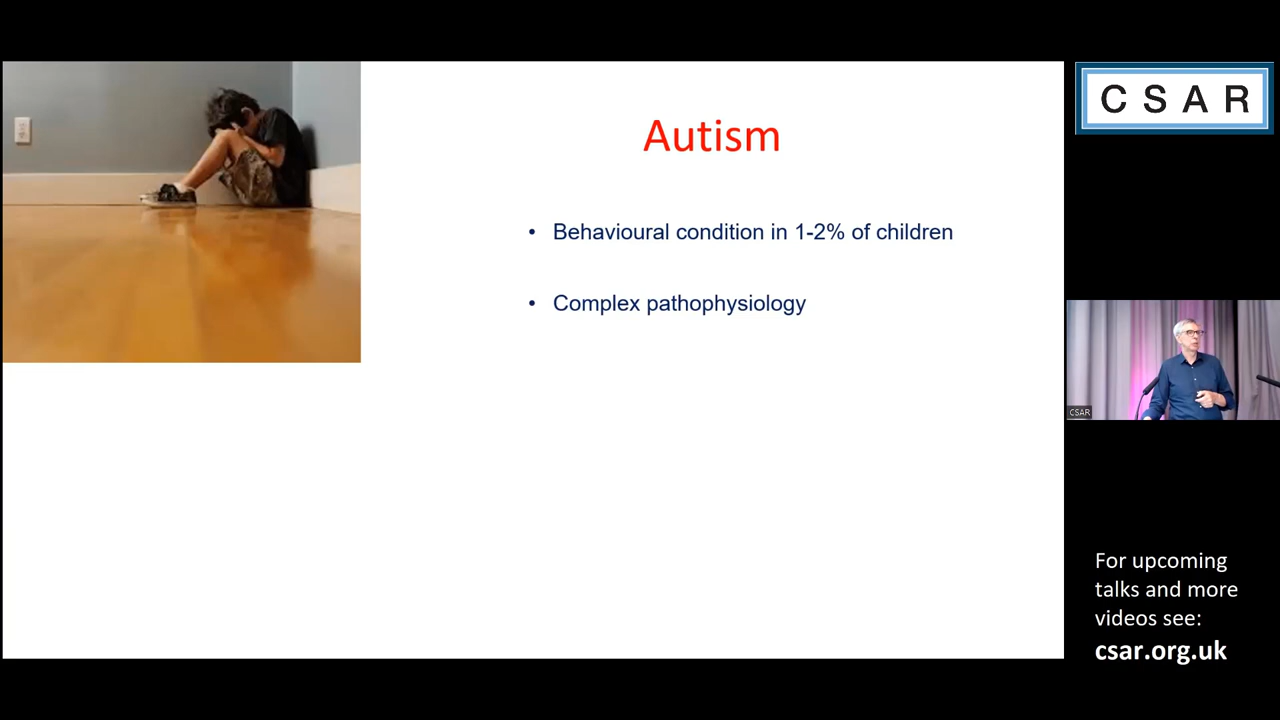 Autism
• Behavioural condition in 1-2% of children
• Complex pathophysiology
C S A R
CSAR
For upcoming
talks and more
videos see:
csar.org.uk